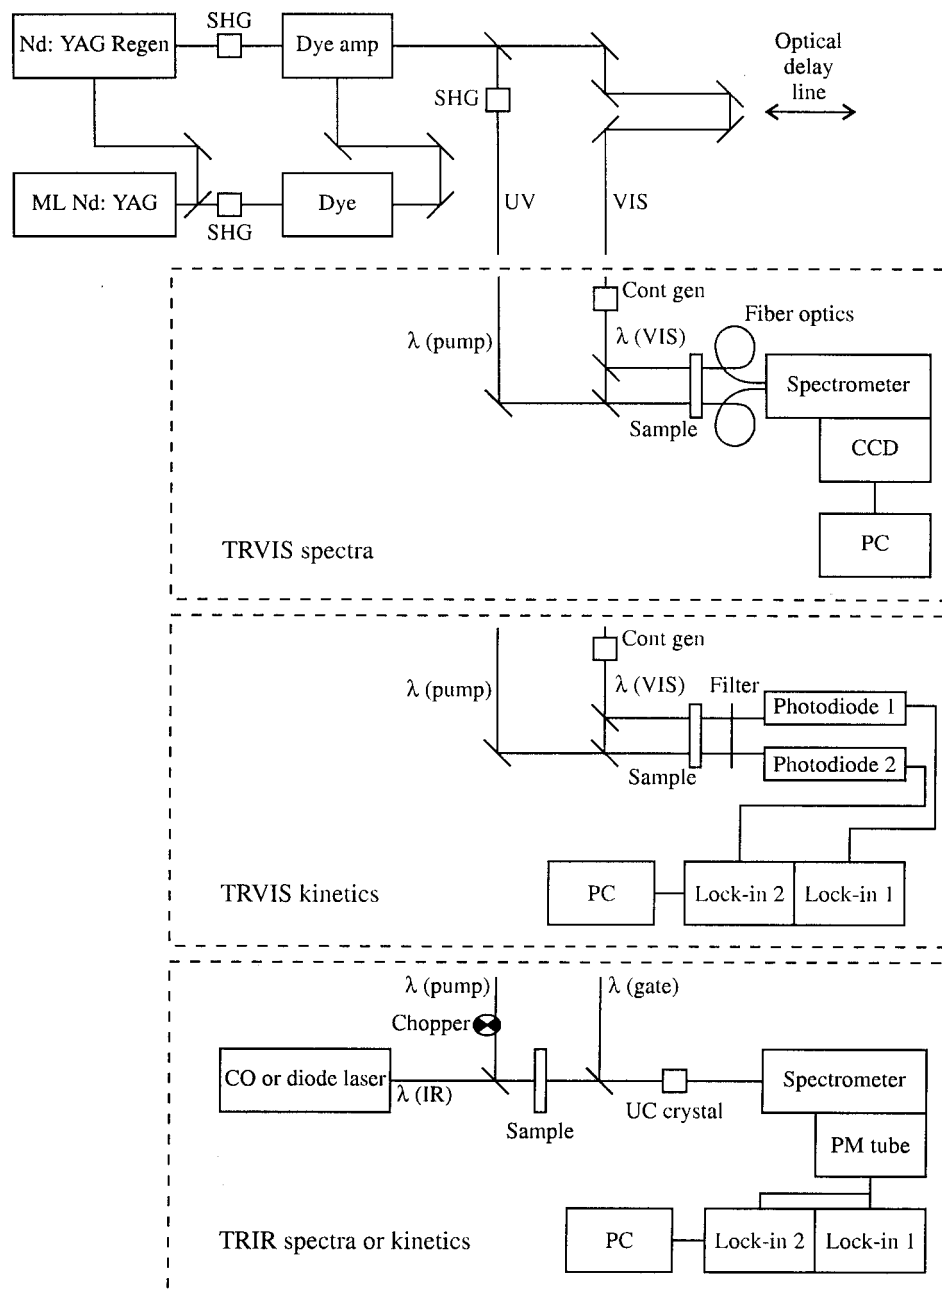 SHG
Nd: YAG Regen
Dye amp
Optical
delay
line
SHG
ML Nd: YAG
SHG
Dye
UV
VIS
Cont gen
λ (pump)
λ (VIS)
Fiber optics
Spectrometer
Sample
CCD
PC
TRVIS spectra
Cont gen
λ (pump)
λ (VIS)
Filter
Photodiode 1
Photodiode 2
Sample
PC
Lock-in 2
Lock-in 1
TRVIS kinetics
λ (pump)
λ (gate)
Chopper
CO or diode laser
λ (IR)
Sample
UC crystal
Spectrometer
PM tube
PC
Lock-in 2
Lock-in 1
TRIR spectra or kinetics